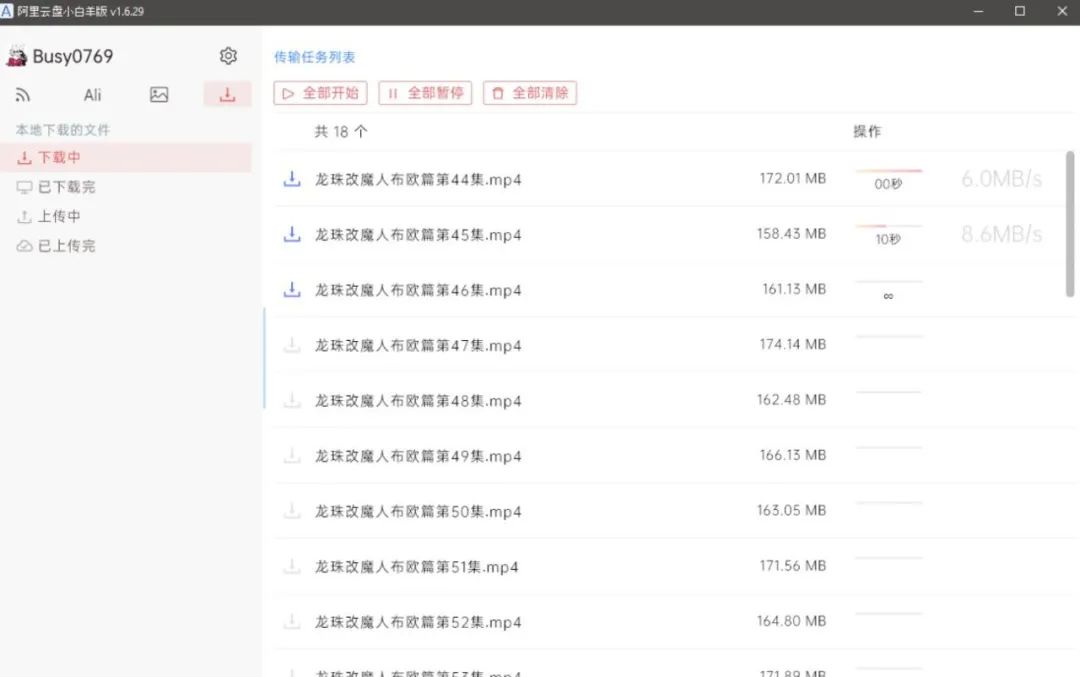 阿里云盘小白羊版 v1.6.29
Busy0769
Ali
本地下载的文件
下载中
已下载完
上传中
已上传完
传输任务列表
全部开始 全部暂停 全部清除
共 18 个 操作
龙珠改魔人布欧篇第44集.mp4 172.01 MB 00秒 6.0MB/s
龙珠改魔人布欧篇第45集.mp4 158.43 MB 10秒 8.6MB/s
龙珠改魔人布欧篇第46集.mp4 161.13 MB ∞
龙珠改魔人布欧篇第47集.mp4 174.14 MB
龙珠改魔人布欧篇第48集.mp4 162.48 MB
龙珠改魔人布欧篇第49集.mp4 166.13 MB
龙珠改魔人布欧篇第50集.mp4 163.05 MB
龙珠改魔人布欧篇第51集.mp4 171.56 MB
龙珠改魔人布欧篇第52集.mp4 164.80 MB
龙珠改魔人布欧篇第53集.mp4 171.89 MB